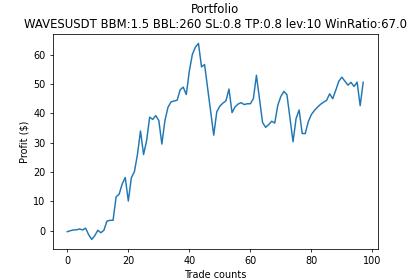 Portfolio
WAVESUSDT BBM:1.5 BBL:260 SL:0.8 TP:0.8 lev:10 WinRatio:67.0
Profit ($)
60
50
40
30
20
10
0
0 20 40 60 80 100
Trade counts